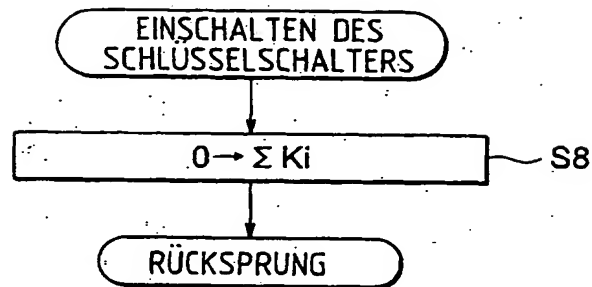 EINSCHALTEN DES
SCHLÜSSELSCHALTERS
0→ Σ Ki
S8
RÜCKSPRUNG